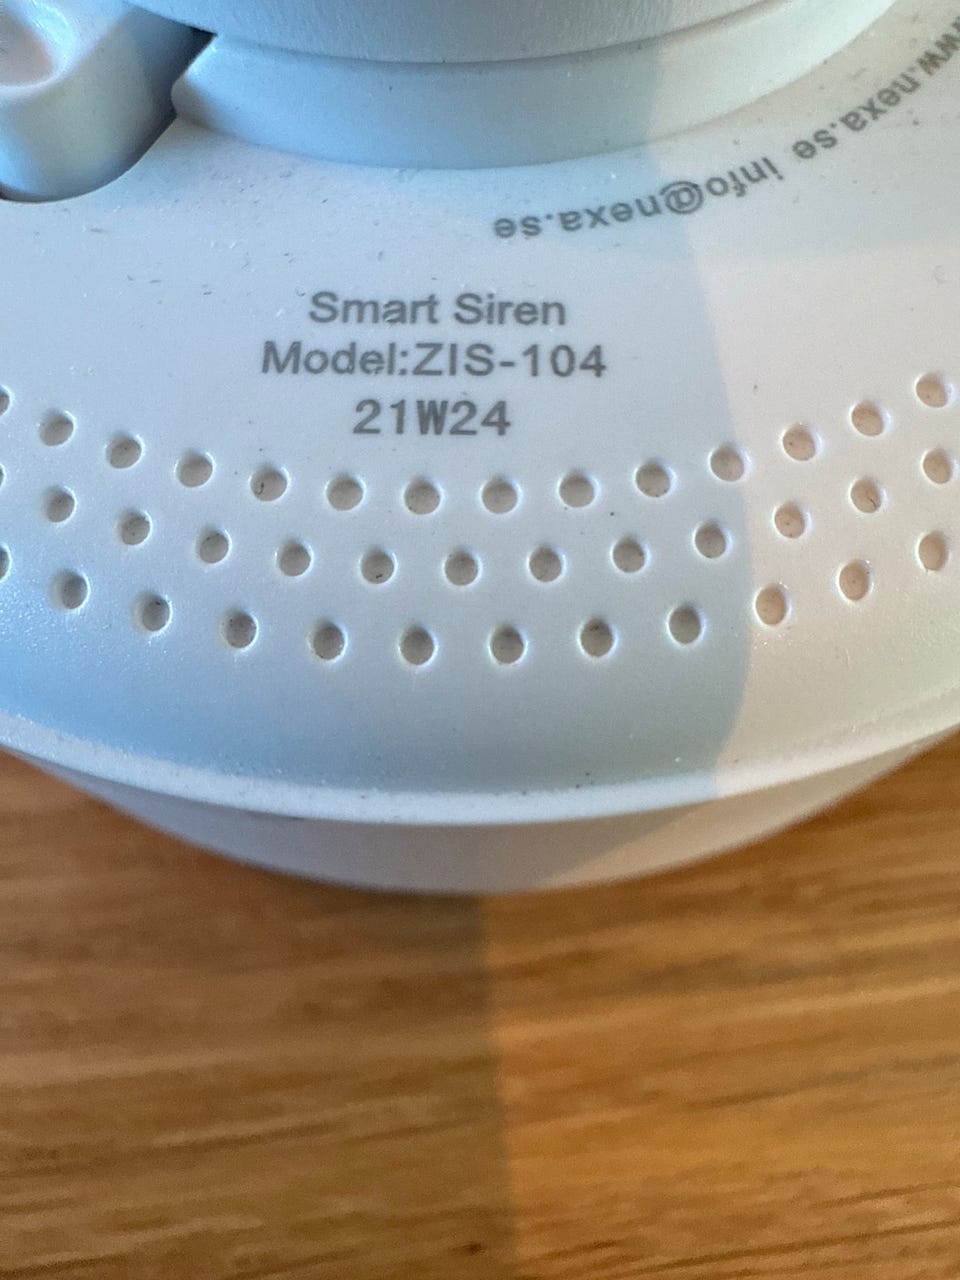 www.nexa.se info@nexa.se
Smart Siren
Model:ZIS-104
21W24